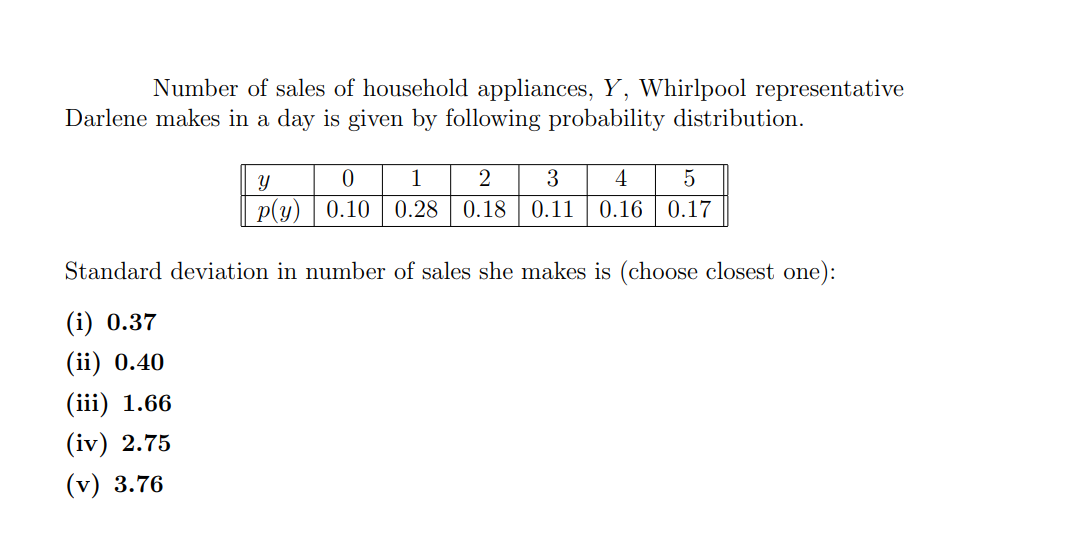 Number of sales of household appliances, Y, Whirlpool representative
Darlene makes in a day is given by following probability distribution.
y 0 1 2 3 4 5
p(y) 0.10 0.28 0.18 0.11 0.16 0.17
Standard deviation in number of sales she makes is (choose closest one):
(i) 0.37
(ii) 0.40
(iii) 1.66
(iv) 2.75
(v) 3.76